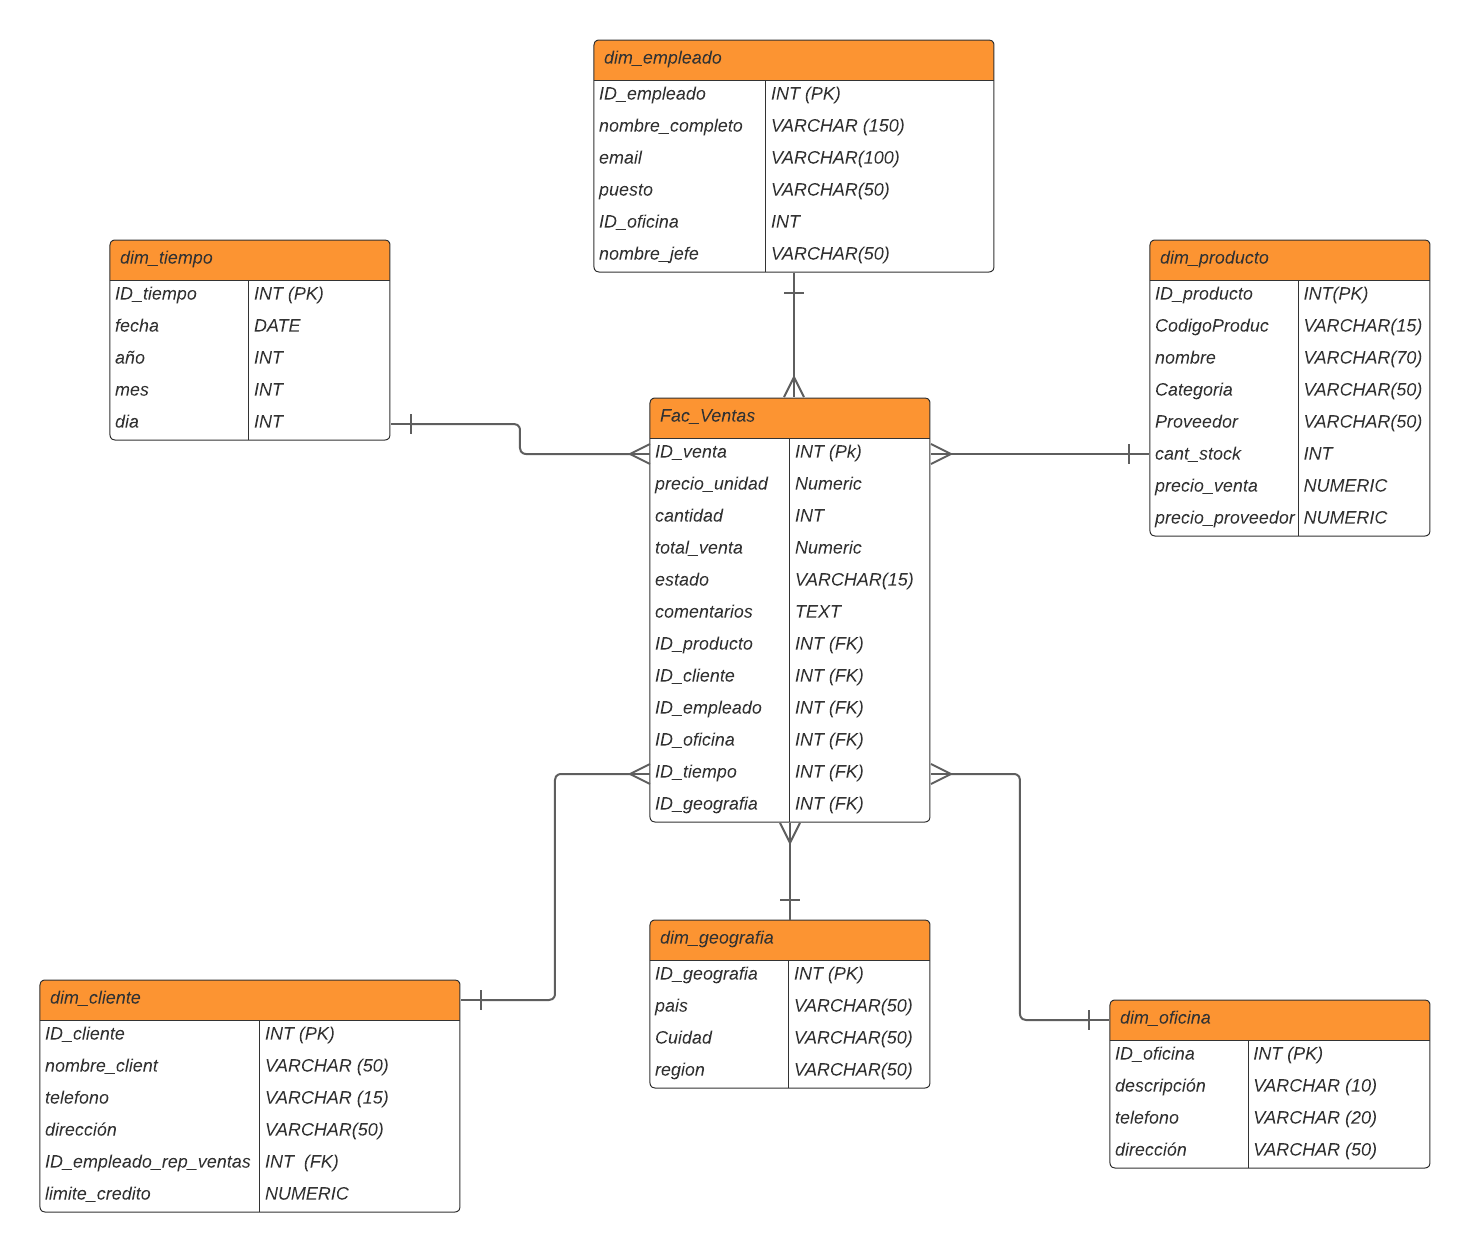 dim_empleado
ID_empleado INT (PK)
nombre_completo VARCHAR (150)
email VARCHAR(100)
puesto VARCHAR(50)
ID_oficina INT
nombre_jefe VARCHAR(50)
dim_tiempo
ID_tiempo INT (PK)
fecha DATE
año INT
mes INT
dia INT
dim_producto
ID_producto INT(PK)
CodigoProduc VARCHAR(15)
nombre VARCHAR(70)
Categoria VARCHAR(50)
Proveedor VARCHAR(50)
cant_stock INT
precio_venta NUMERIC
precio_proveedor NUMERIC
Fac_Ventas
ID_venta INT (Pk)
precio_unidad Numeric
cantidad INT
total_venta Numeric
estado VARCHAR(15)
comentarios TEXT
ID_producto INT (FK)
ID_cliente INT (FK)
ID_empleado INT (FK)
ID_oficina INT (FK)
ID_tiempo INT (FK)
ID_geografia INT (FK)
dim_geografia
ID_geografia INT (PK)
pais VARCHAR(50)
Cuidad VARCHAR(50)
region VARCHAR(50)
dim_cliente
ID_cliente INT (PK)
nombre_client VARCHAR (50)
telefono VARCHAR (15)
dirección VARCHAR(50)
ID_empleado_rep_ventas INT (FK)
limite_credito NUMERIC
dim_oficina
ID_oficina INT (PK)
descripción VARCHAR (10)
telefono VARCHAR (20)
dirección VARCHAR (50)